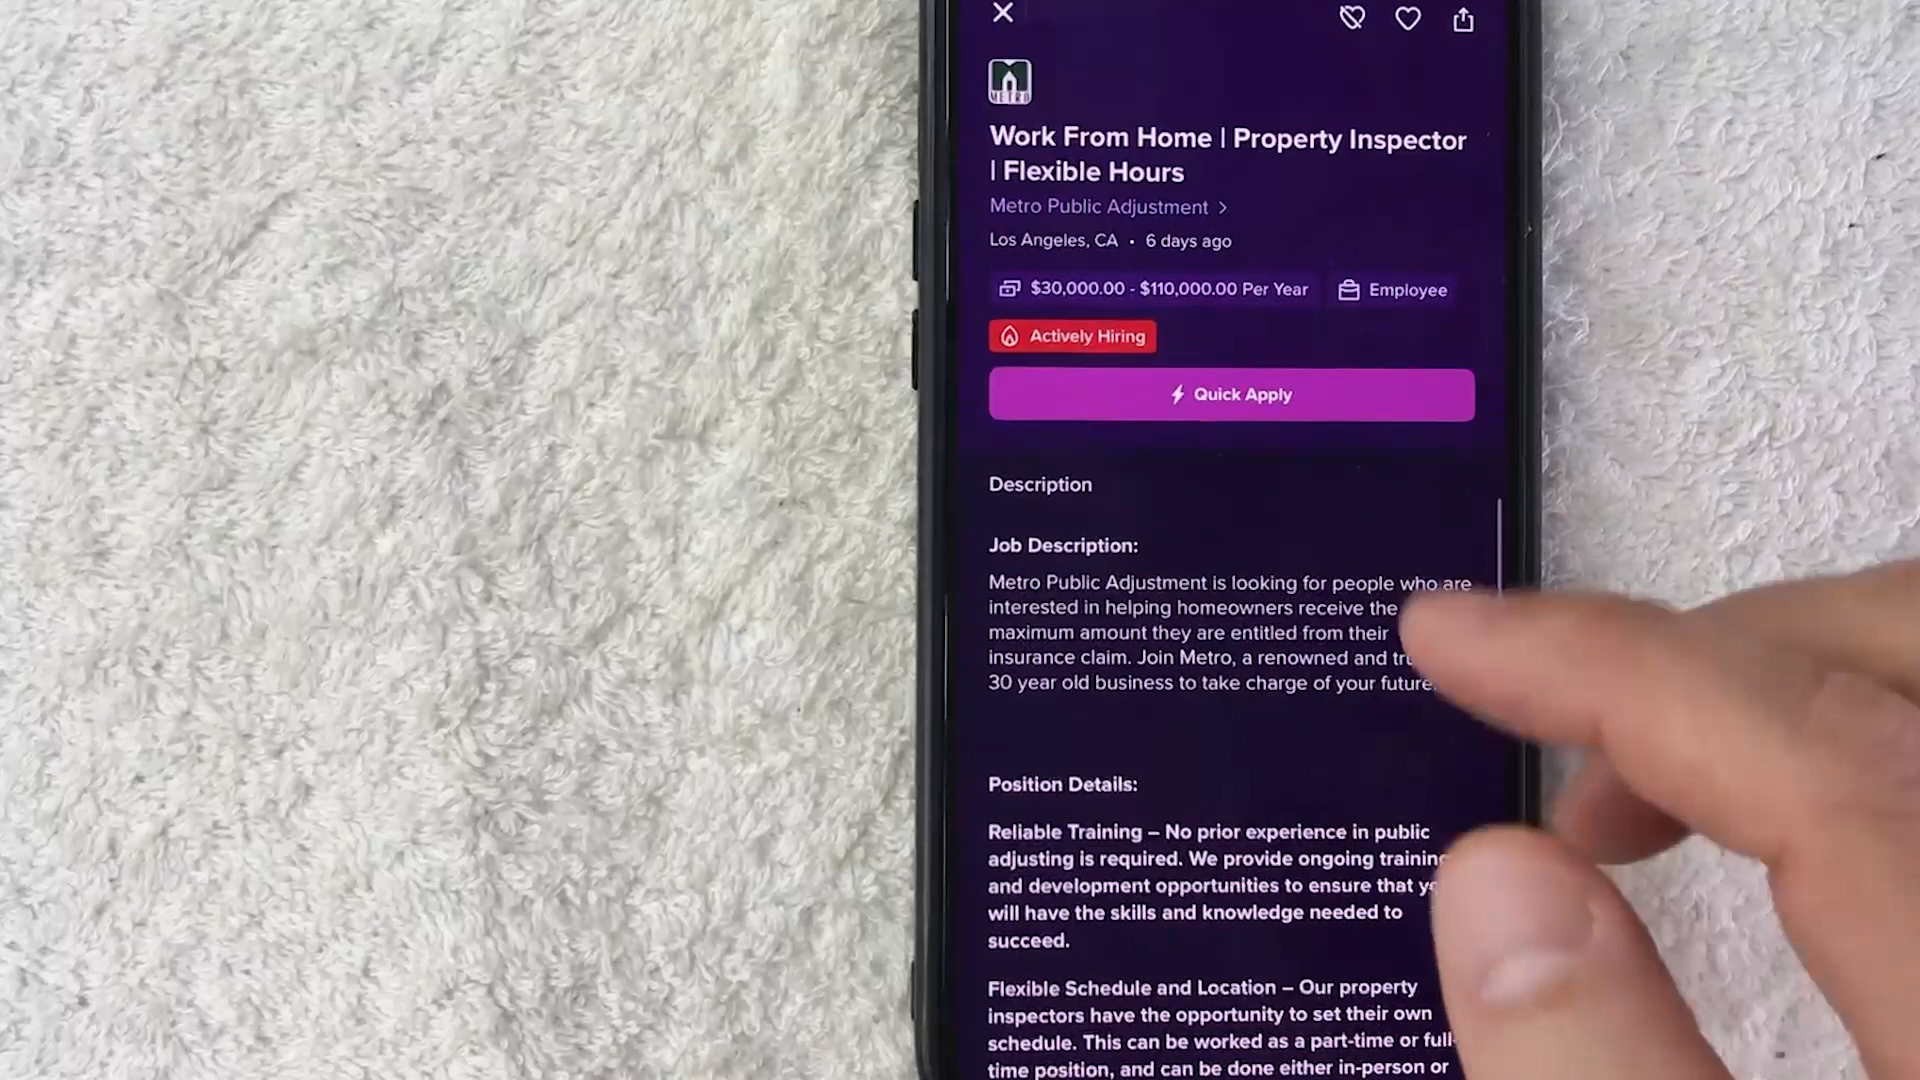 METRO
Work From Home | Property Inspector
| Flexible Hours
Metro Public Adjustment
Los Angeles, CA • 6 days ago
$30,000.00 - $110,000.00 Per Year
Employee
Actively Hiring
Quick Apply
Description
Job Description:
Metro Public Adjustment is looking for people who are
interested in helping homeowners receive the
maximum amount they are entitled from their
insurance claim. Join Metro, a renowned and
30 year old business to take charge of your future.
Position Details:
Reliable Training – No prior experience in public
adjusting is required. We provide ongoing training
and development opportunities to ensure that
will have the skills and knowledge needed to
succeed.
Flexible Schedule and Location – Our property
inspectors have the opportunity to set their own
schedule. This can be worked as a part-time or full-
time position, and can be done either in-person or